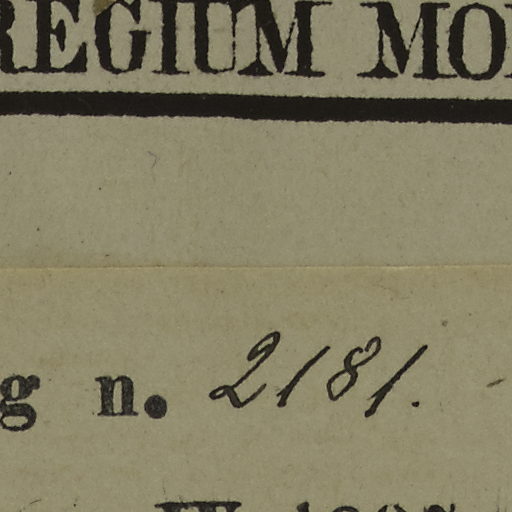 REGIUM MO
g n. 2181.